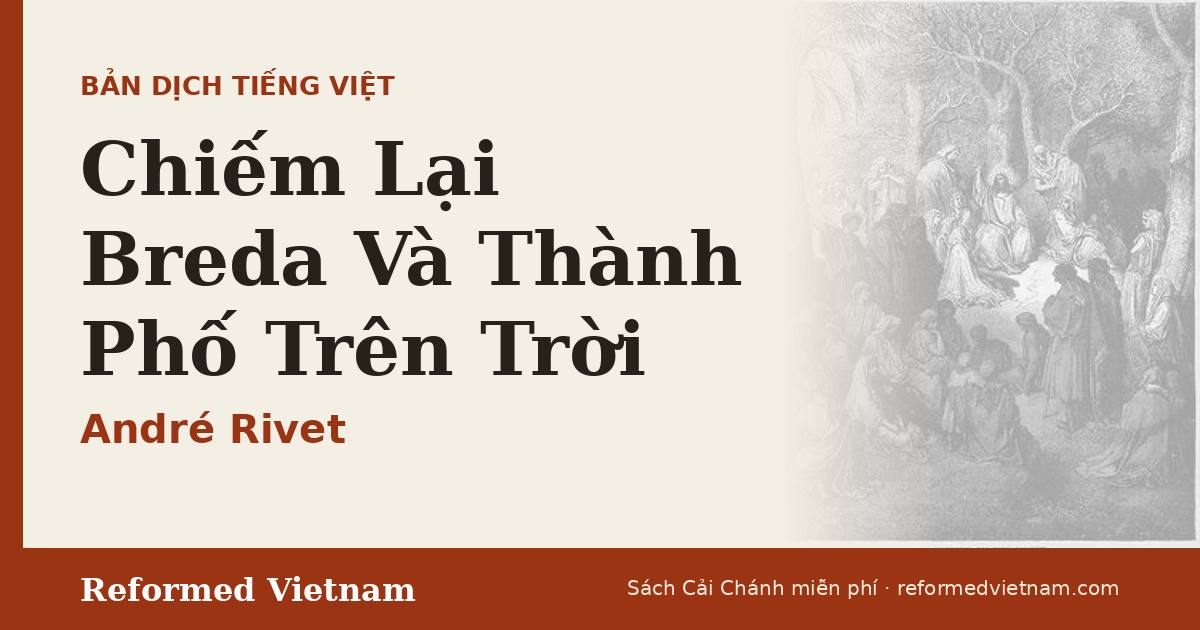 BẢN DỊCH TIẾNG VIỆT
Chiếm Lại
Breda Và Thành
Phố Trên Trời
André Rivet
Reformed Vietnam
Sách Cải Chánh miễn phí · reformedvietnam.com